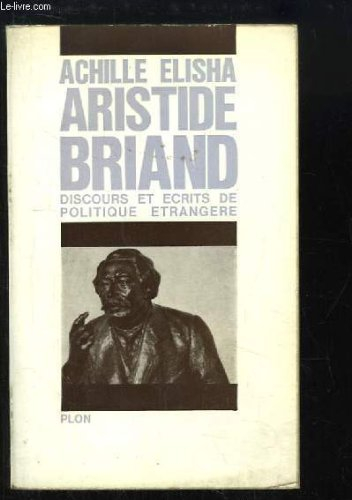 Le-livre.com
ACHILLE ELISHA
ARISTIDE
BRIAND
DISCOURS ET ECRITS DE
POLITIQUE ETRANGERE
PLON